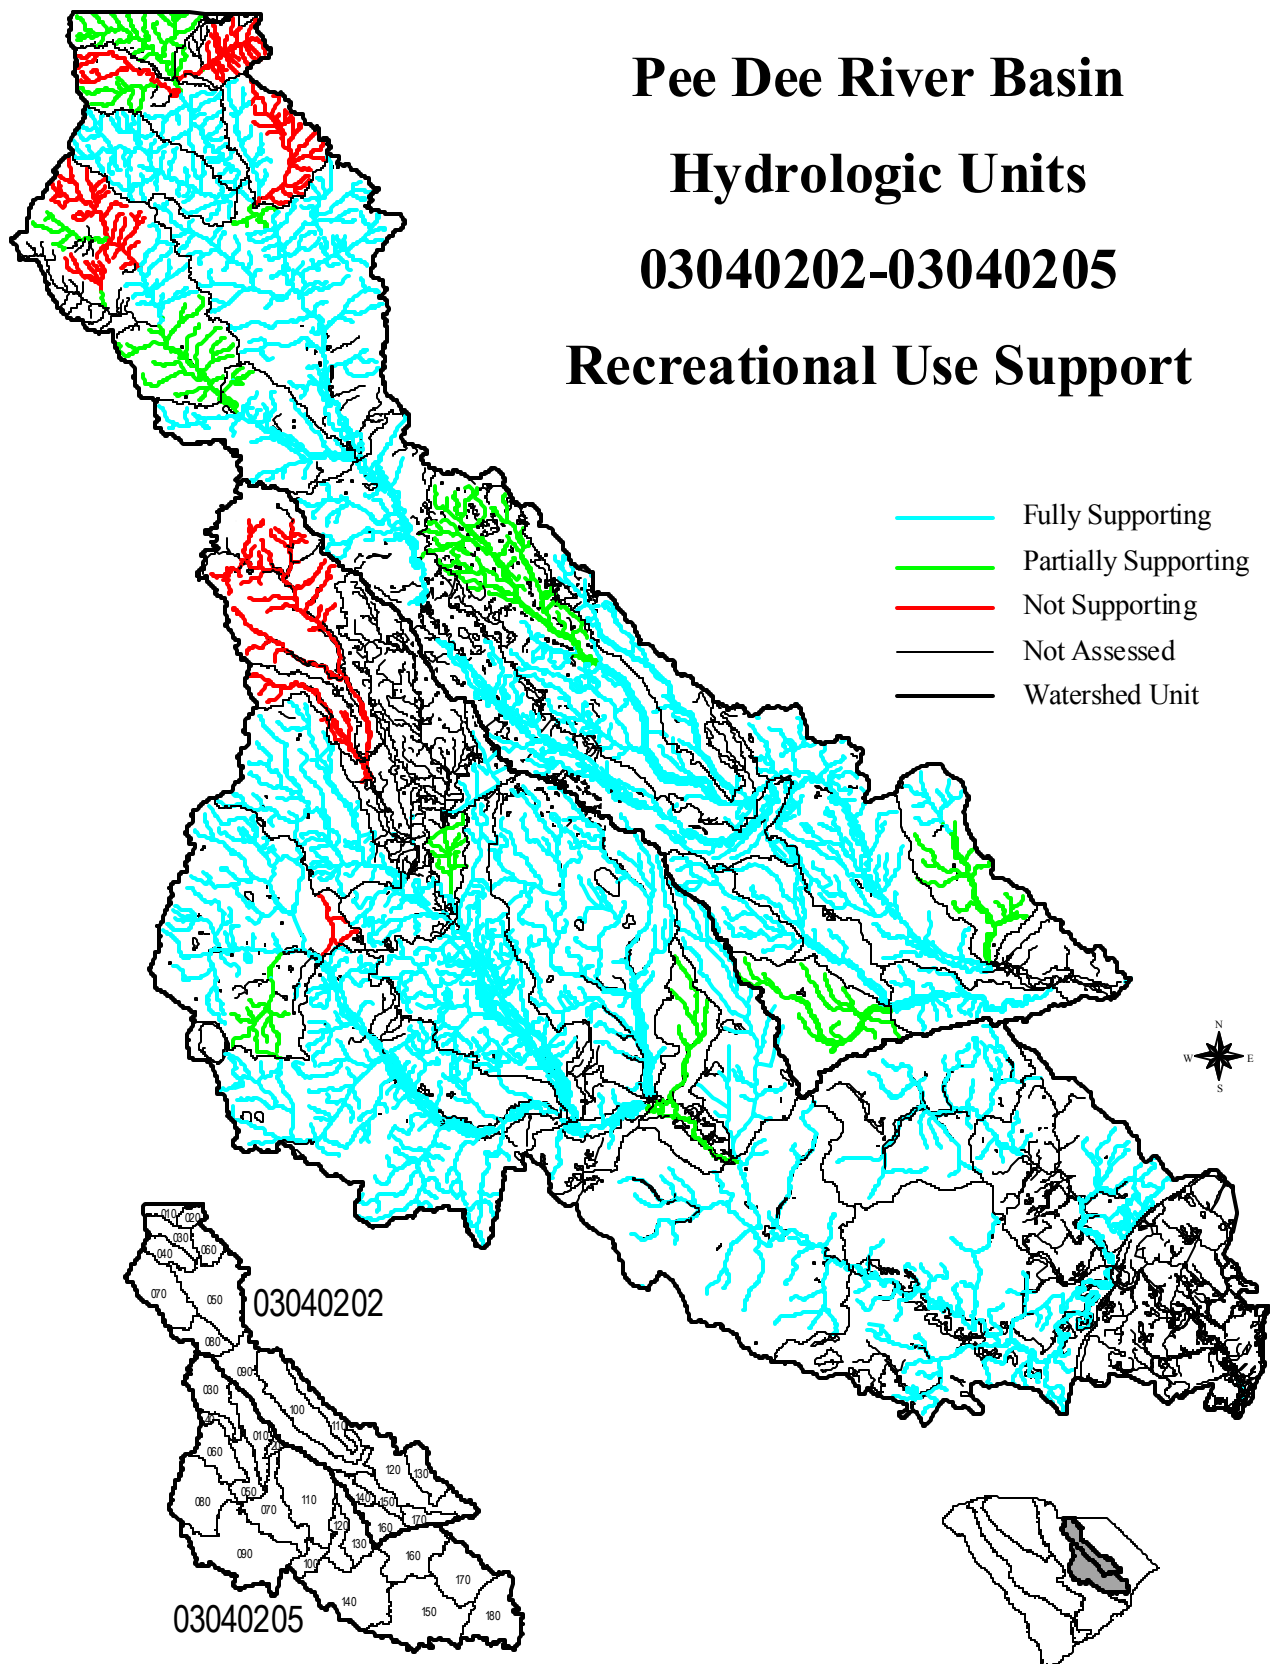 Pee Dee River Basin
Hydrologic Units
03040202-03040205
Recreational Use Support
Fully Supporting
Partially Supporting
Not Supporting
Not Assessed
Watershed Unit
N
W E
S
010 020
030
040 060
070 050
03040202
080
090
030
100
010 110
060 120 130
050
080 070 110 140 150
120 160 170
130
090 100 160
170
140 150 180
03040205